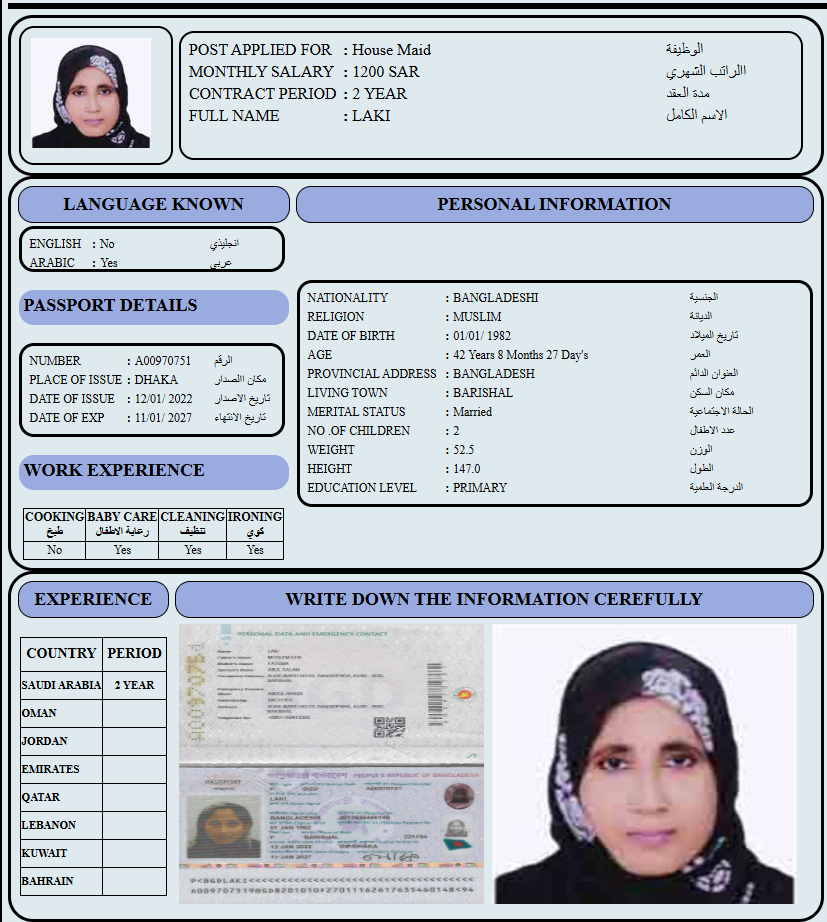 POST APPLIED FOR : House Maid الوظيفة
MONTHLY SALARY : 1200 SAR االراتب الشهري
CONTRACT PERIOD : 2 YEAR مدة العقد
FULL NAME : LAKI الاسم الكامل
LANGUAGE KNOWN
ENGLISH : No انجليذي
ARABIC : Yes عربي
PASSPORT DETAILS
NUMBER : A00970751 الرقم
PLACE OF ISSUE : DHAKA مكان االصدار
DATE OF ISSUE : 12/01/ 2022 تاريخ الاصدار
DATE OF EXP : 11/01/ 2027 تاريخ الانتهاء
WORK EXPERIENCE
COOKING BABY CARE CLEANING IRONING
طبخ رعاية الاطفال تنظيف كوي
No Yes Yes Yes
PERSONAL INFORMATION
NATIONALITY : BANGLADESHI الجنسية
RELIGION : MUSLIM الديانة
DATE OF BIRTH : 01/01/ 1982 تاريخ الميلاد
AGE : 42 Years 8 Months 27 Day's العمر
PROVINCIAL ADDRESS : BANGLADESH العنوان الدائم
LIVING TOWN : BARISHAL مكان السكن
MERITAL STATUS : Married الحالة الاجتماعية
NO .OF CHILDREN : 2 عدد الاطفال
WEIGHT : 52.5 الوزن
HEIGHT : 147.0 الطول
EDUCATION LEVEL : PRIMARY الدرجة العلمية
EXPERIENCE
COUNTRY PERIOD
SAUDI ARABIA 2 YEAR
OMAN
JORDAN
EMIRATES
QATAR
LEBANON
KUWAIT
BAHRAIN
WRITE DOWN THE INFORMATION CEREFULLY
PERSONAL DATA AND EMERGENCY CONTACT
LAKI
PASSPORT PEOPLE'S REPUBLIC OF BANGLADESH
A00970751
LAKI
BANGLADESHI
01 JAN 1982
F BARISHAL
12 JAN 2022 DIP/DHAKA
11 JAN 2027